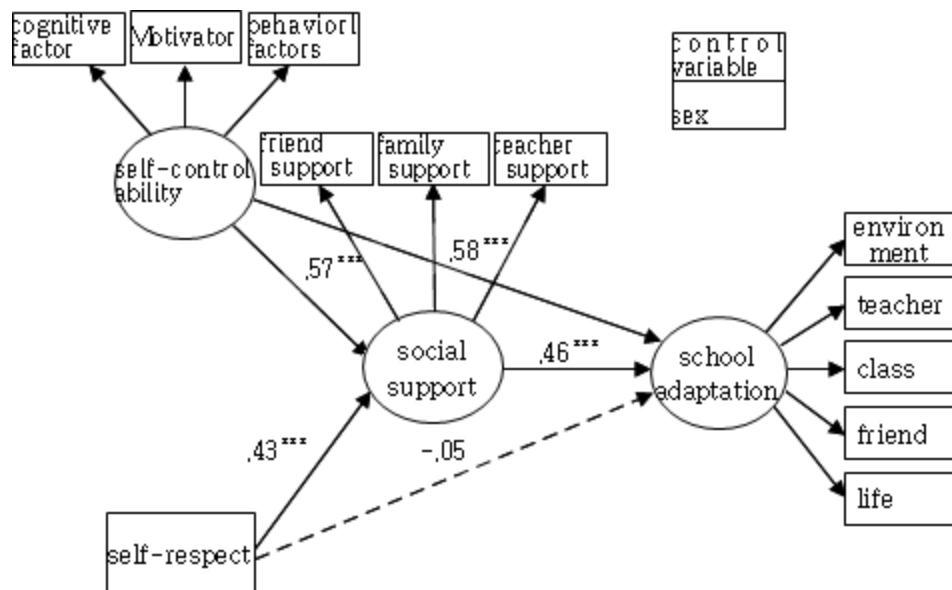 cognitive
factor
Motivator
behaviorl
factors
control
variable
sex
self-control
ability
friend
support
family
support
teacher
support
.57***
.58***
environ
ment
teacher
class
friend
life
social
support
.46***
school
adaptation
.43***
-.05
self-respect